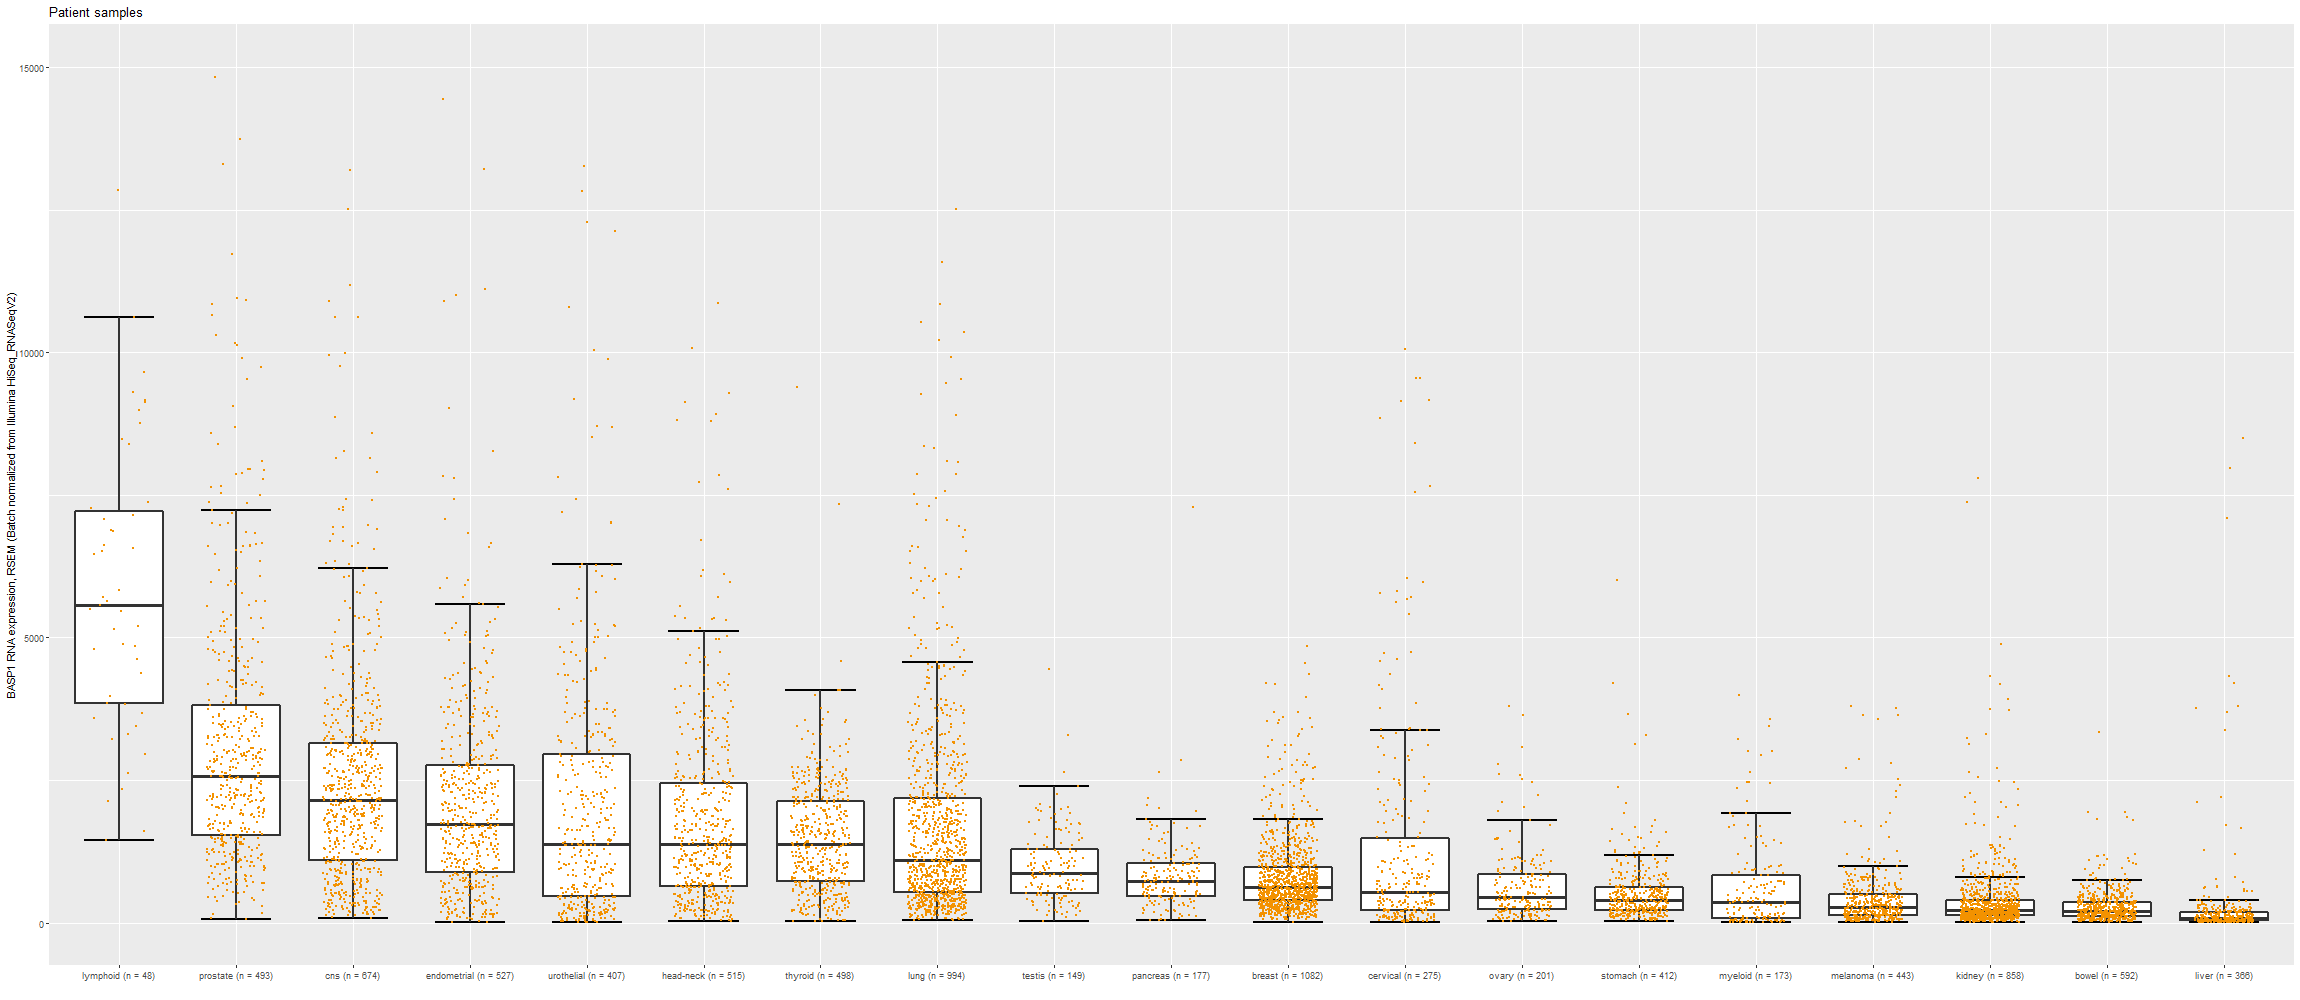 Patient samples
BASP1 RNA expression, RSEM (Batch normalized from Illumina HiSeq_RNASeqV2)
15000
10000
5000
0
lymphoid (n = 48)
prostate (n = 493)
cns (n = 674)
endometrial (n = 527)
urothelial (n = 407)
head-neck (n = 515)
thyroid (n = 498)
lung (n = 994)
testis (n = 149)
pancreas (n = 177)
breast (n = 1082)
cervical (n = 275)
ovary (n = 201)
stomach (n = 412)
myeloid (n = 173)
melanoma (n = 443)
kidney (n = 858)
bowel (n = 592)
liver (n = 366)